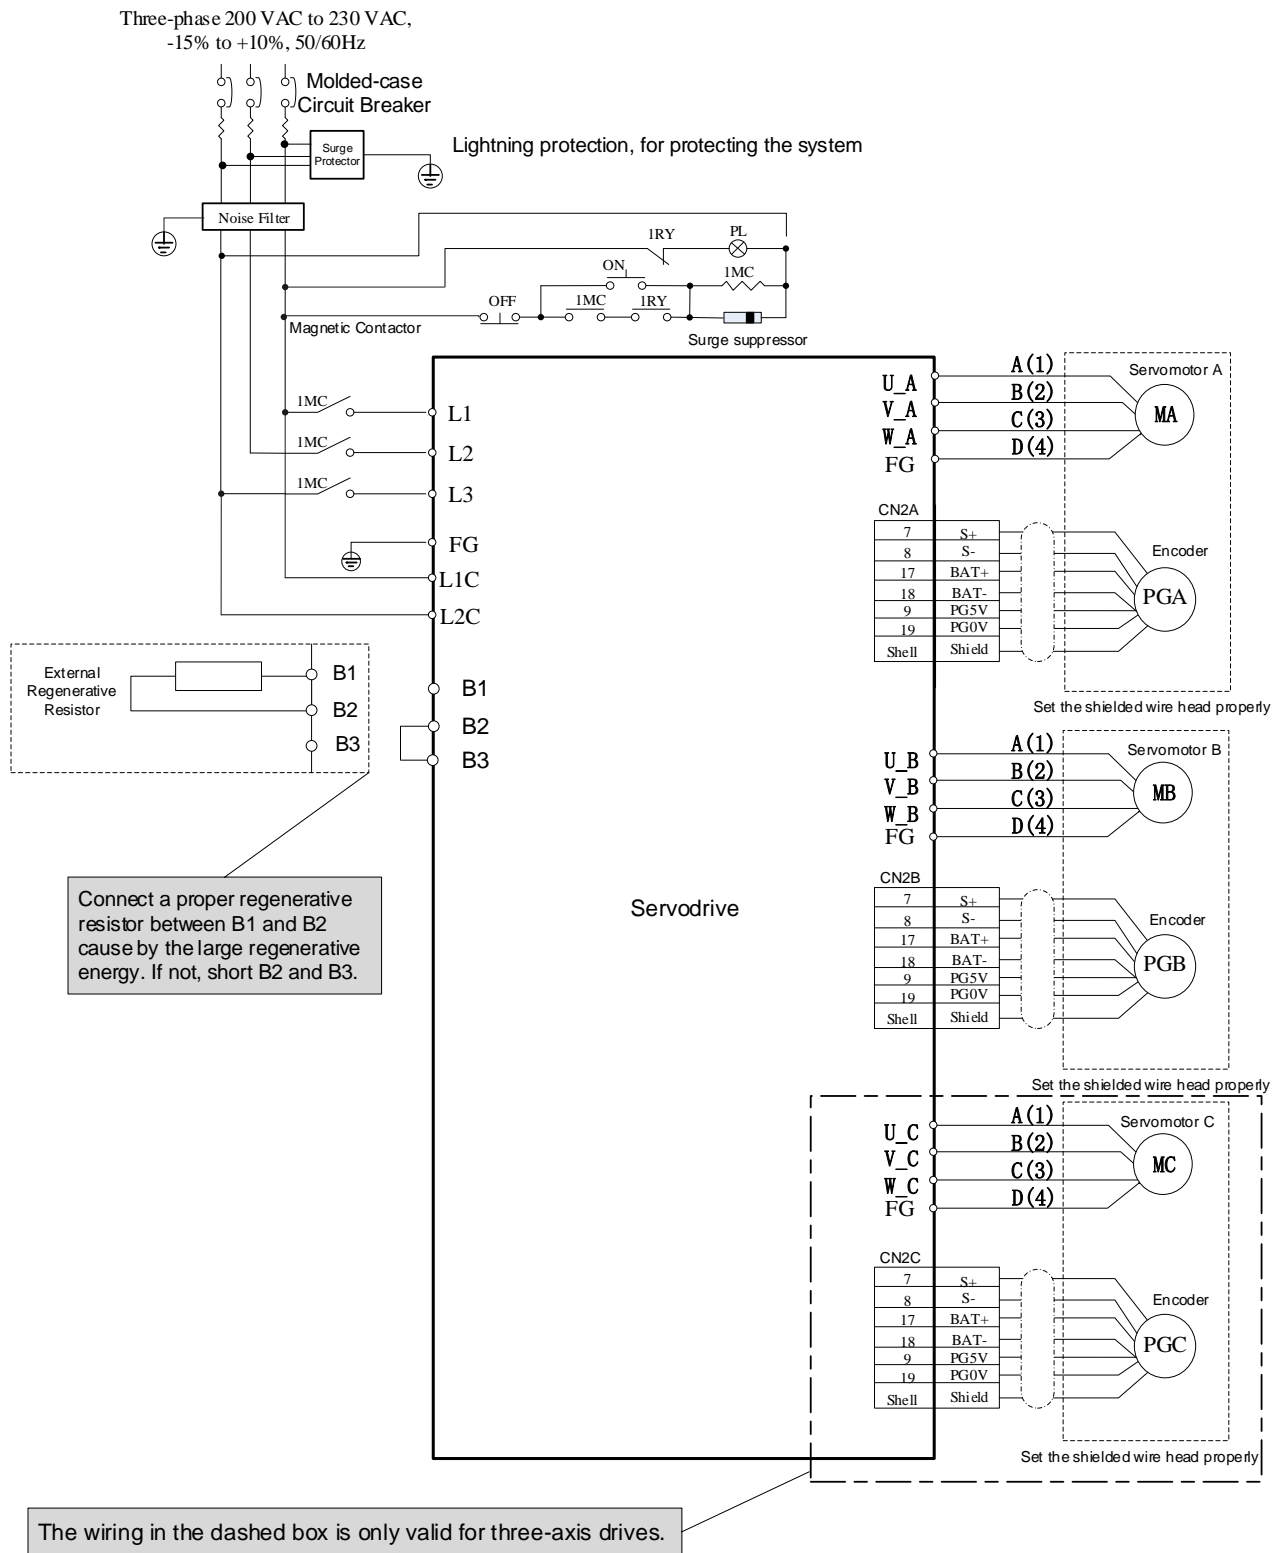 Three-phase 200 VAC to 230 VAC,
-15% to +10%, 50/60Hz
Molded-case
Circuit Breaker
Surge
Protector
Lightning protection, for protecting the system
Noise Filter
1RY
PL
ON
1MC
OFF
1MC
1RY
Magnetic Contactor
Surge suppressor
1MC
L1
1MC
L2
1MC
L3
FG
L1C
L2C
External
Regenerative
Resistor
B1
B2
B3
B1
B2
B3
Connect a proper regenerative
resistor between B1 and B2
cause by the large regenerative
energy. If not, short B2 and B3.
Servodrive
U_A
A(1)
V_A
B(2)
W_A
C(3)
FG
D(4)
Servomotor A
MA
CN2A
7 S+
8 S-
17 BAT+
18 BAT-
9 PG5V
19 PG0V
Shell Shield
Encoder
PGA
Set the shielded wire head properly
U_B
A(1)
V_B
B(2)
W_B
C(3)
FG
D(4)
Servomotor B
MB
CN2B
7 S+
8 S-
17 BAT+
18 BAT-
9 PG5V
19 PG0V
Shell Shield
Encoder
PGB
Set the shielded wire head properly
U_C
A(1)
V_C
B(2)
W_C
C(3)
FG
D(4)
Servomotor C
MC
CN2C
7 S+
8 S-
17 BAT+
18 BAT-
9 PG5V
19 PG0V
Shell Shield
Encoder
PGC
Set the shielded wire head properly
The wiring in the dashed box is only valid for three-axis drives.